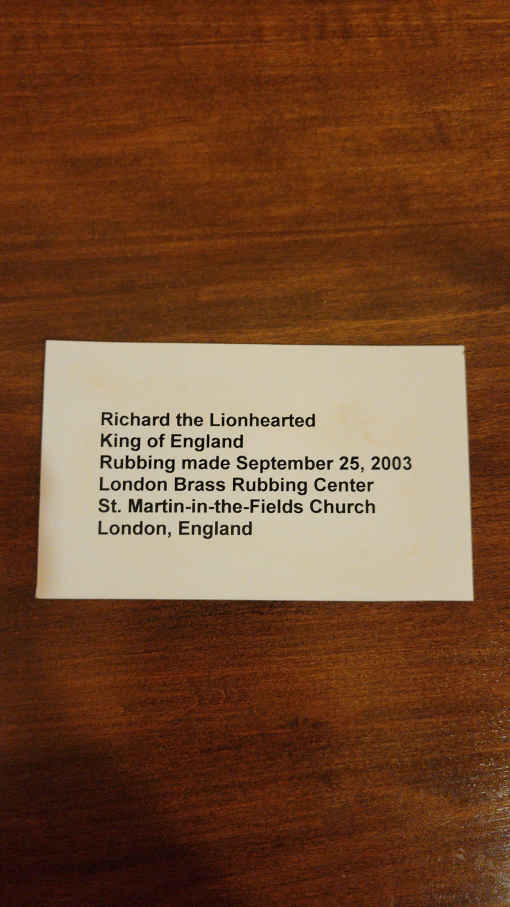 Richard the Lionhearted
King of England
Rubbing made September 25, 2003
London Brass Rubbing Center
St. Martin-in-the-Fields Church
London, England